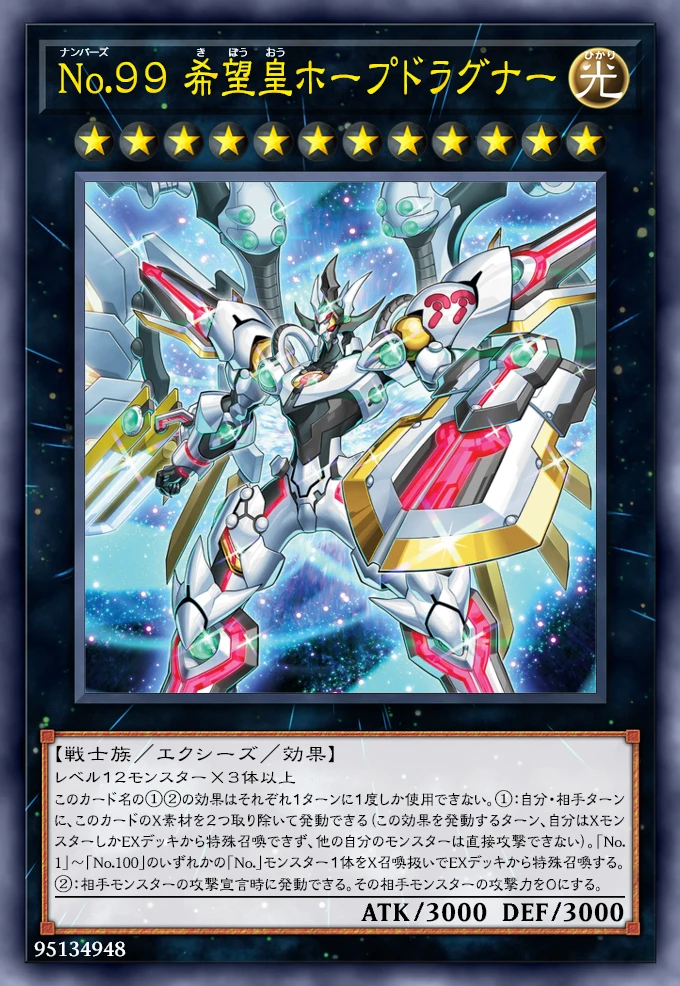 ナンバーズ き ぼう おう ひかり
No.99 希望皇ホープドラグナー 光
99
【戦士族／エクシーズ／効果】
レベル12モンスター×3体以上
このカード名の①②の効果はそれぞれ1ターンに1度しか使用できない。①：自分・相手ターン
に、このカードのX素材を2つ取り除いて発動できる（この効果を発動するターン、自分はXモン
スターしかEXデッキから特殊召喚できず、他の自分のモンスターは直接攻撃できない）。「No.
1」～「No.100」のいずれかの「No.」モンスター1体をX召喚扱いでEXデッキから特殊召喚する。
②：相手モンスターの攻撃宣言時に発動できる。その相手モンスターの攻撃力を0にする。
ATK/3000 DEF/3000
95134948